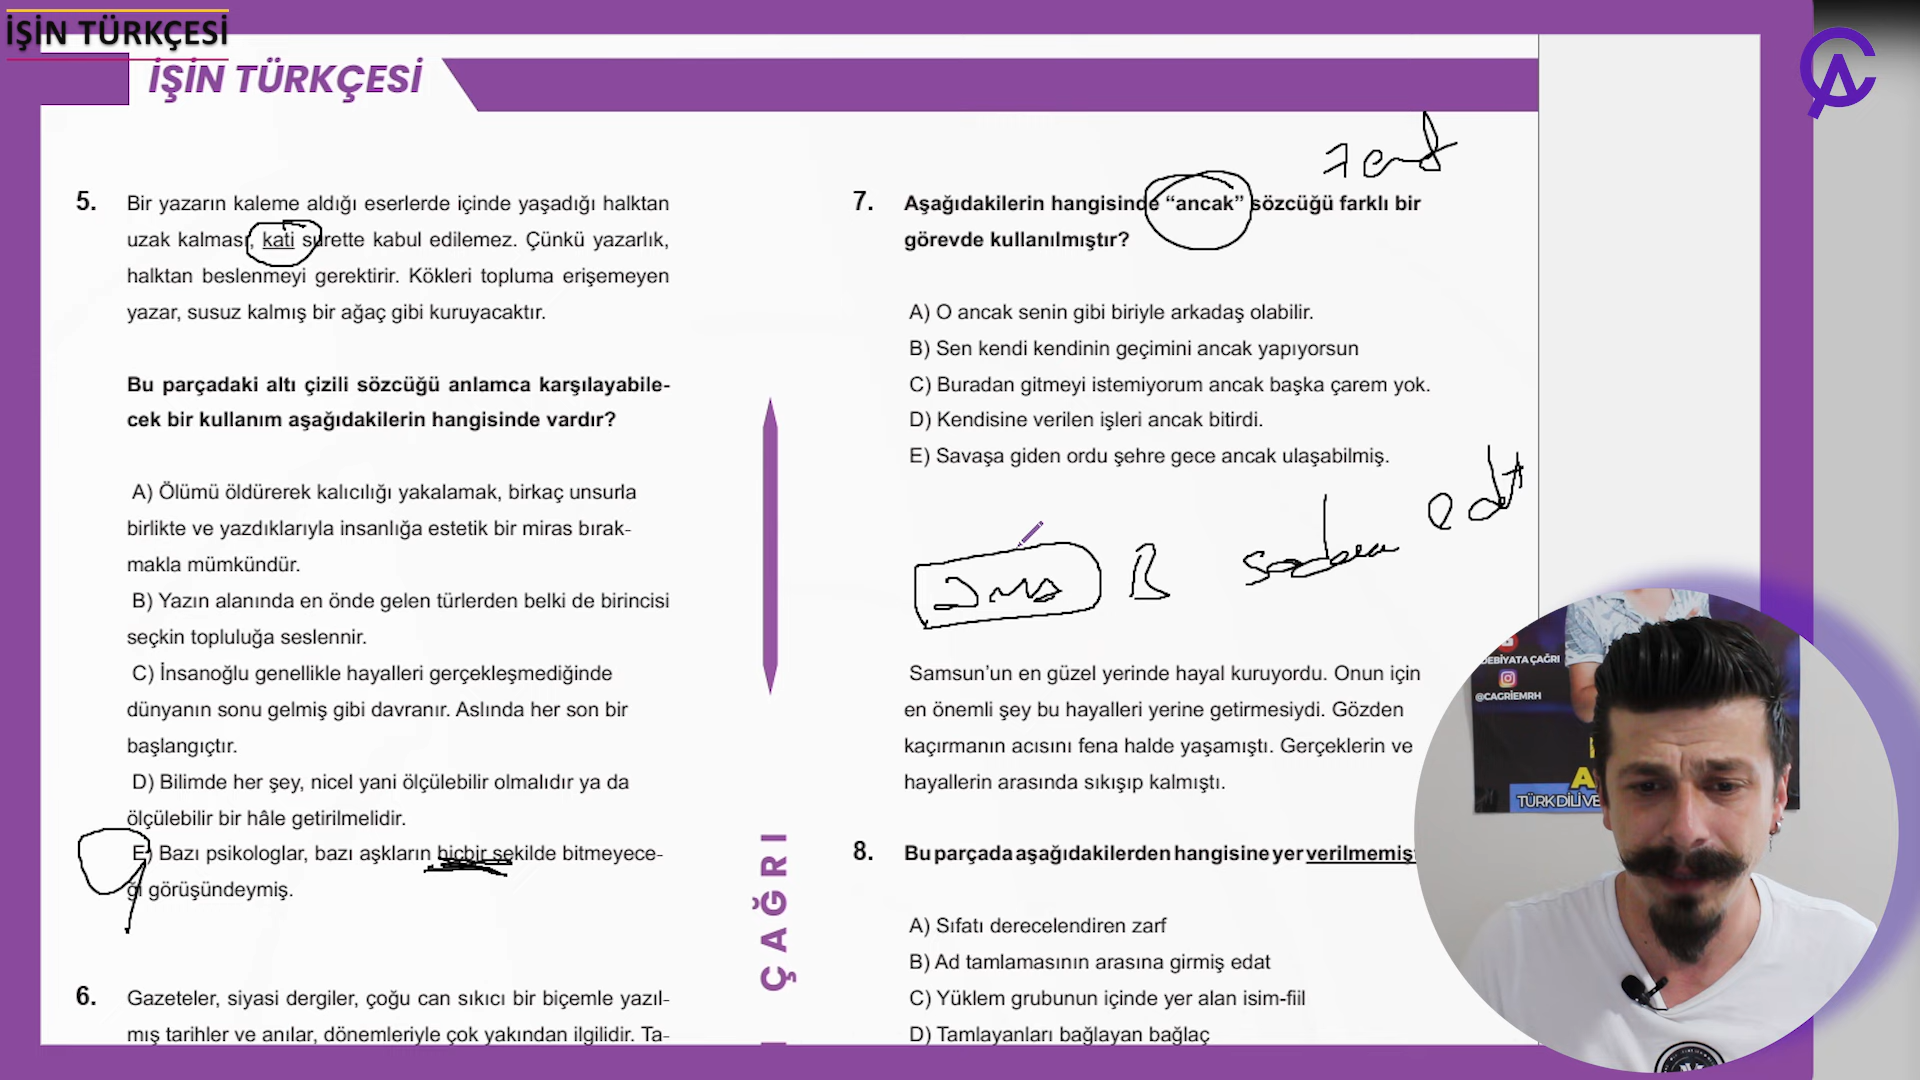 İŞİN TÜRKÇESİ
İŞİN TÜRKÇESİ
5. Bir yazarın kaleme aldığı eserlerde içinde yaşadığı halktan
uzak kalması, kati surette kabul edilemez. Çünkü yazarlık,
halktan beslenmeyi gerektirir. Kökleri topluma erişemeyen
yazar, susuz kalmış bir ağaç gibi kuruyacaktır.
Bu parçadaki altı çizili sözcüğü anlamca karşılayabile-
cek bir kullanım aşağıdakilerin hangisinde vardır?
A) Ölümü öldürerek kalıcılığı yakalamak, birkaç unsurla
birlikte ve yazdıklarıyla insanlığa estetik bir miras bırak-
makla mümkündür.
B) Yazın alanında en önde gelen türlerden belki de birincisi
seçkin topluluğa seslennir.
C) İnsanoğlu genellikle hayalleri gerçekleşmediğinde
dünyanın sonu gelmiş gibi davranır. Aslında her son bir
başlangıçtır.
D) Bilimde her şey, nicel yani ölçülebilir olmalıdır ya da
ölçülebilir bir hâle getirilmelidir.
E) Bazı psikologlar, bazı aşkların hiçbir şekilde bitmeyece-
ği görüşündeymiş.
6. Gazeteler, siyasi dergiler, çoğu can sıkıcı bir biçemle yazıl-
mış tarihler ve anılar, dönemleriyle çok yakından ilgilidir. Ta-
ÇAĞRI
7. Aşağıdakilerin hangisinde “ancak” sözcüğü farklı bir
görevde kullanılmıştır?
A) O ancak senin gibi biriyle arkadaş olabilir.
B) Sen kendi kendinin geçimini ancak yapıyorsun
C) Buradan gitmeyi istemiyorum ancak başka çarem yok.
D) Kendisine verilen işleri ancak bitirdi.
E) Savaşa giden ordu şehre gece ancak ulaşabilmiş.
edt
B
Samsun’un en güzel yerinde hayal kuruyordu. Onun için
en önemli şey bu hayalleri yerine getirmesiydi. Gözden
kaçırmanın acısını fena halde yaşamıştı. Gerçeklerin ve
hayallerin arasında sıkışıp kalmıştı.
8. Bu parçada aşağıdakilerden hangisine yer verilmemiş
A) Sıfatı derecelendiren zarf
B) Ad tamlamasının arasına girmiş edat
C) Yüklem grubunun içinde yer alan isim-fiil
D) Tamlayanları bağlayan bağlaç
EBİYATA ÇAĞRI
@CAGRİEMRH
TÜRK DİLİ VE